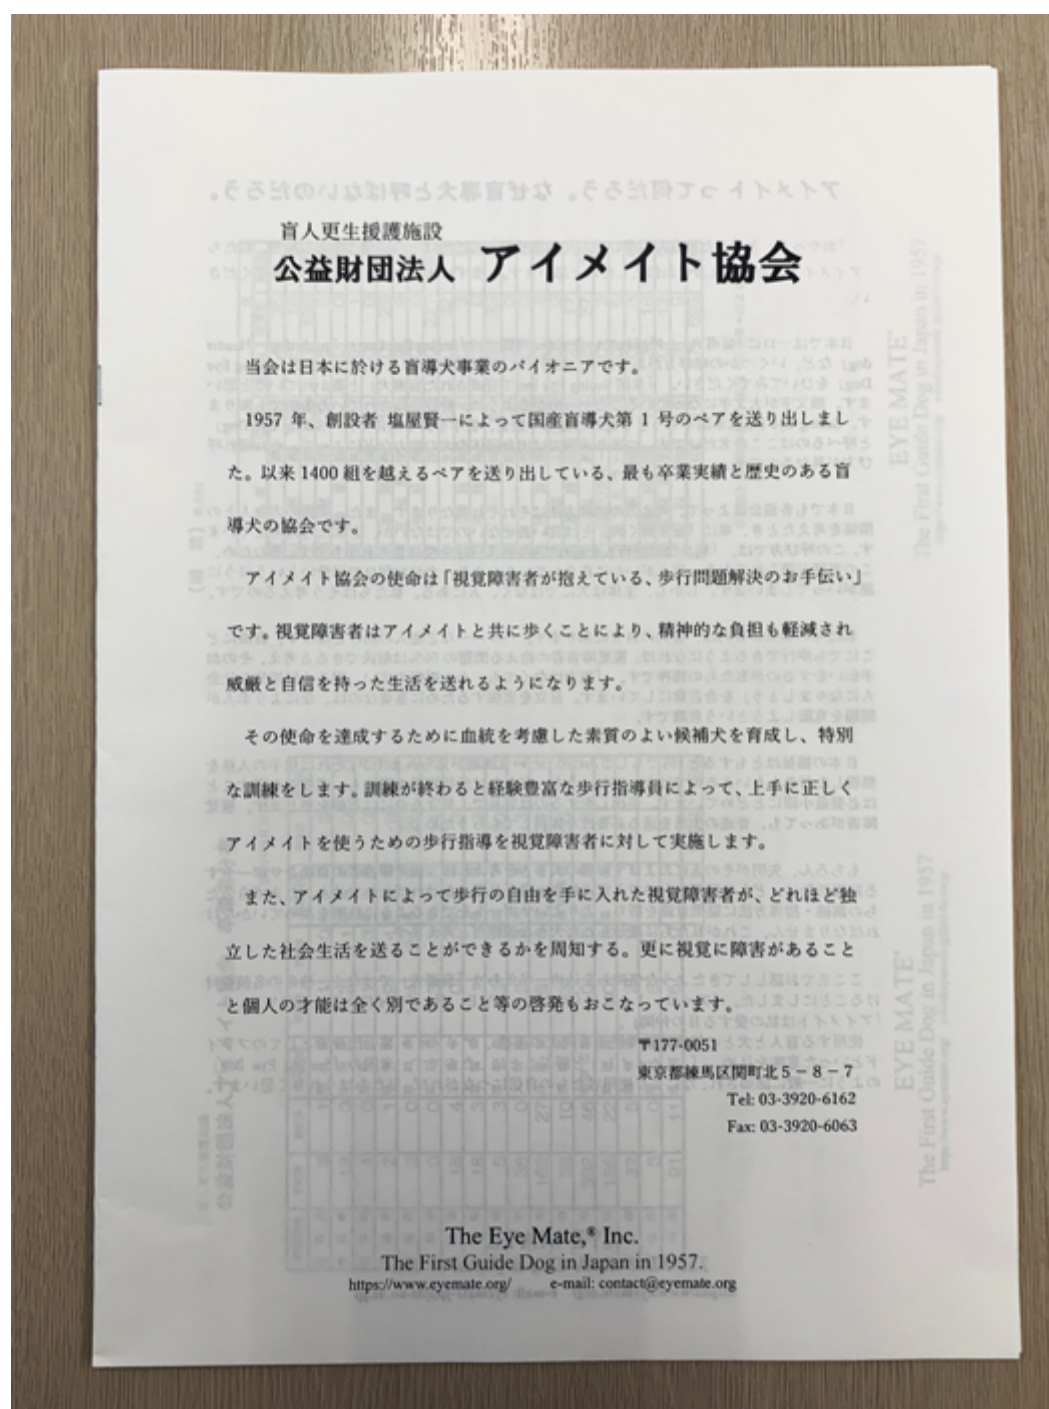 盲人更生援護施設
公益財団法人 アイメイト協会
当会は日本に於ける盲導犬事業のパイオニアです。
1957 年、創設者 塩屋賢一によって国産盲導犬第 1 号のペアを送り出しまし
た。以来 1400 組を越えるペアを送り出している、最も卒業実績と歴史のある盲
導犬の協会です。
アイメイト協会の使命は「視覚障害者が抱えている、歩行問題解決のお手伝い」
です。視覚障害者はアイメイトと共に歩くことにより、精神的な負担も軽減され
威厳と自信を持った生活を送れるようになります。
その使命を達成するために血統を考慮した素質のよい候補犬を育成し、特別
な訓練をします。訓練が終わると経験豊富な歩行指導員によって、上手に正しく
アイメイトを使うための歩行指導を視覚障害者に対して実施します。
また、アイメイトによって歩行の自由を手に入れた視覚障害者が、どれほど独
立した社会生活を送ることができるかを周知する。更に視覚に障害があること
と個人の才能は全く別であること等の啓発もおこなっています。
〒177-0051
東京都練馬区関町北５－８－７
Tel: 03-3920-6162
Fax: 03-3920-6063
The Eye Mate,® Inc.
The First Guide Dog in Japan in 1957.
https://www.eyemate.org/ e-mail: contact@eyemate.org